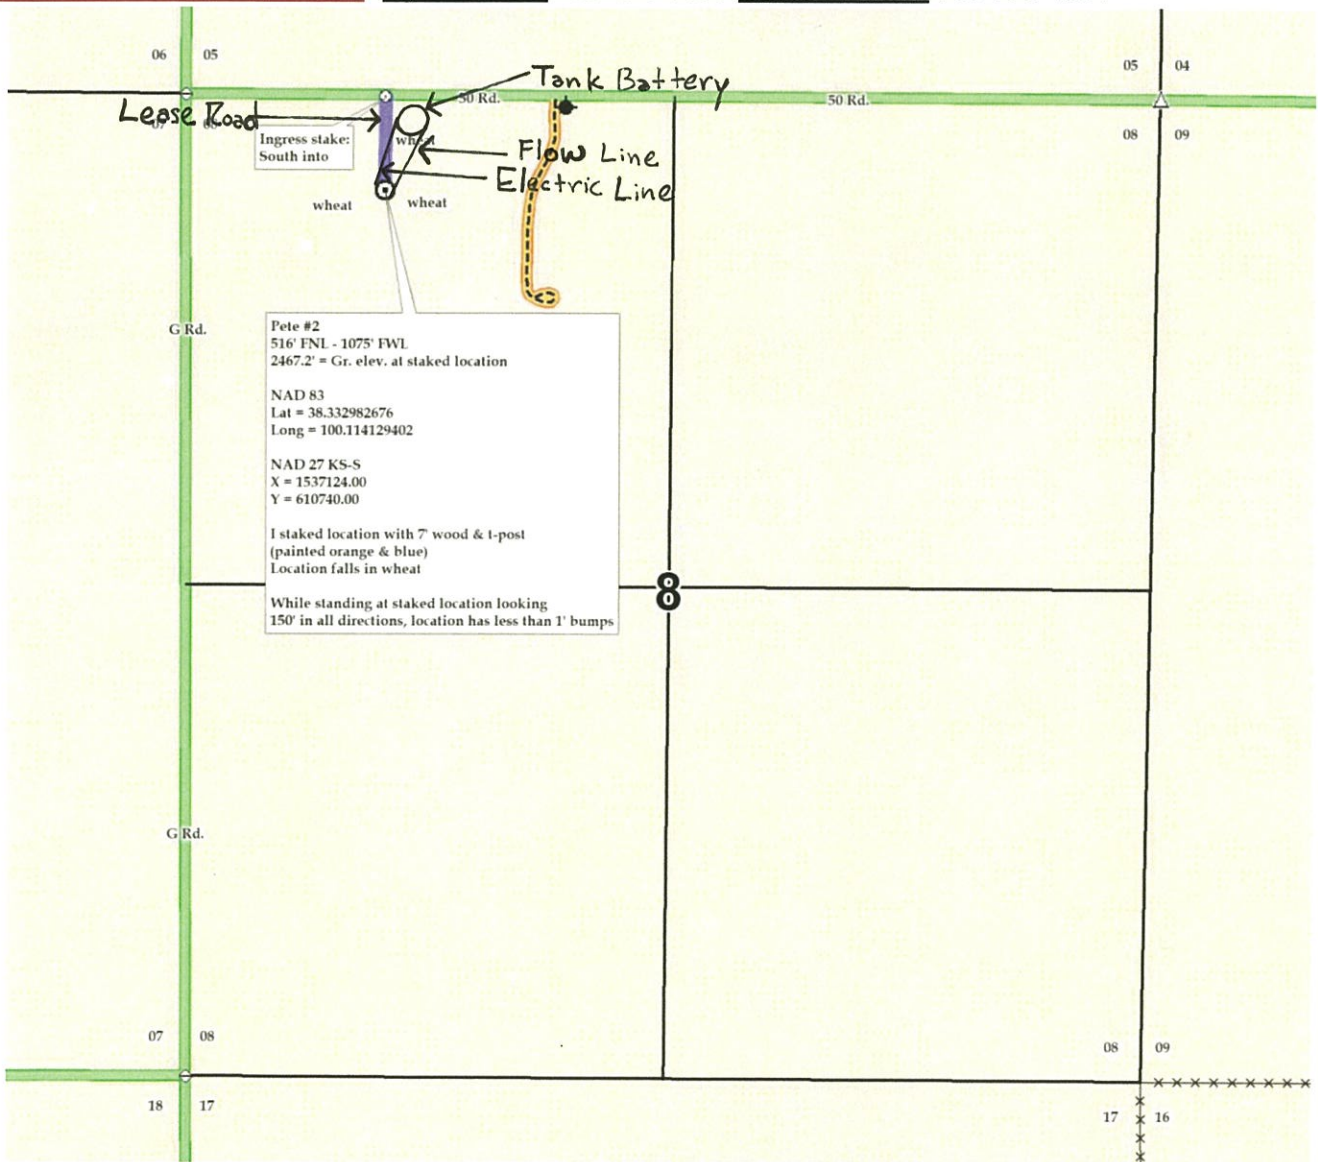 06 05
05 04
Tank Battery
50 Rd.
50 Rd.
Lease Road
07
08 09
Ingress stake:
South into
Flow Line
Electric Line
wheat
wheat
G Rd.
Pete #2
516' FNL - 1075' FWL
2467.2' = Gr. elev. at staked location
NAD 83
Lat = 38.332982676
Long = 100.114129402
NAD 27 KS-S
X = 1537124.00
Y = 610740.00
I staked location with 7' wood & t-post
(painted orange & blue)
Location falls in wheat
8
While standing at staked location looking
150' in all directions, location has less than 1' bumps
G Rd.
07 08
08 09
18 17
17 16